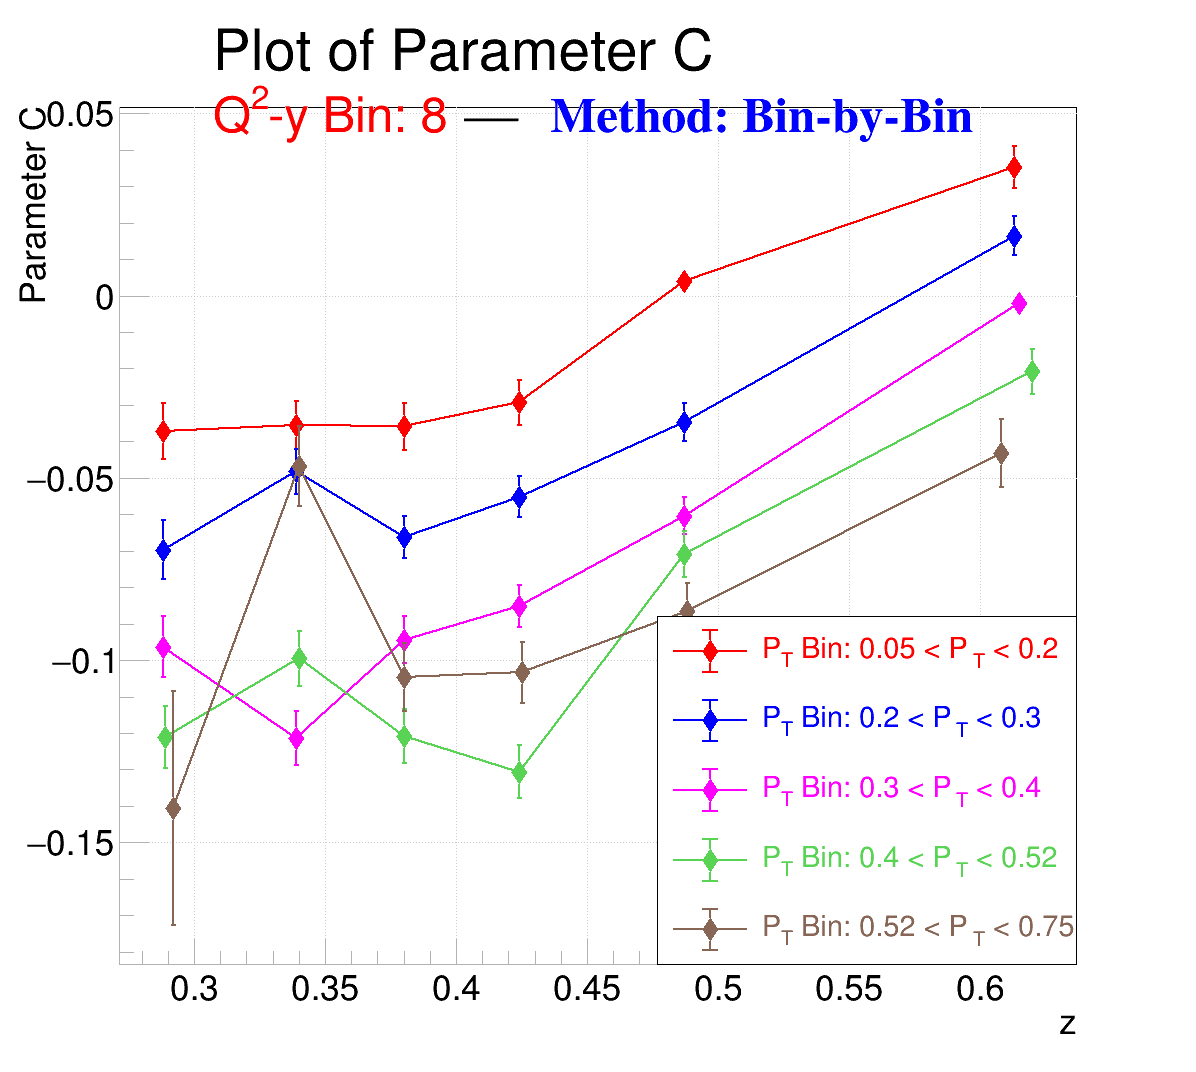 Plot of Parameter C
Q²-y Bin: 8 — Method: Bin-by-Bin
Parameter C
0.05
0
−0.05
−0.1
−0.15
0.3 0.35 0.4 0.45 0.5 0.55 0.6
z
P_T Bin: 0.05 < P_T < 0.2
P_T Bin: 0.2 < P_T < 0.3
P_T Bin: 0.3 < P_T < 0.4
P_T Bin: 0.4 < P_T < 0.52
P_T Bin: 0.52 < P_T < 0.75